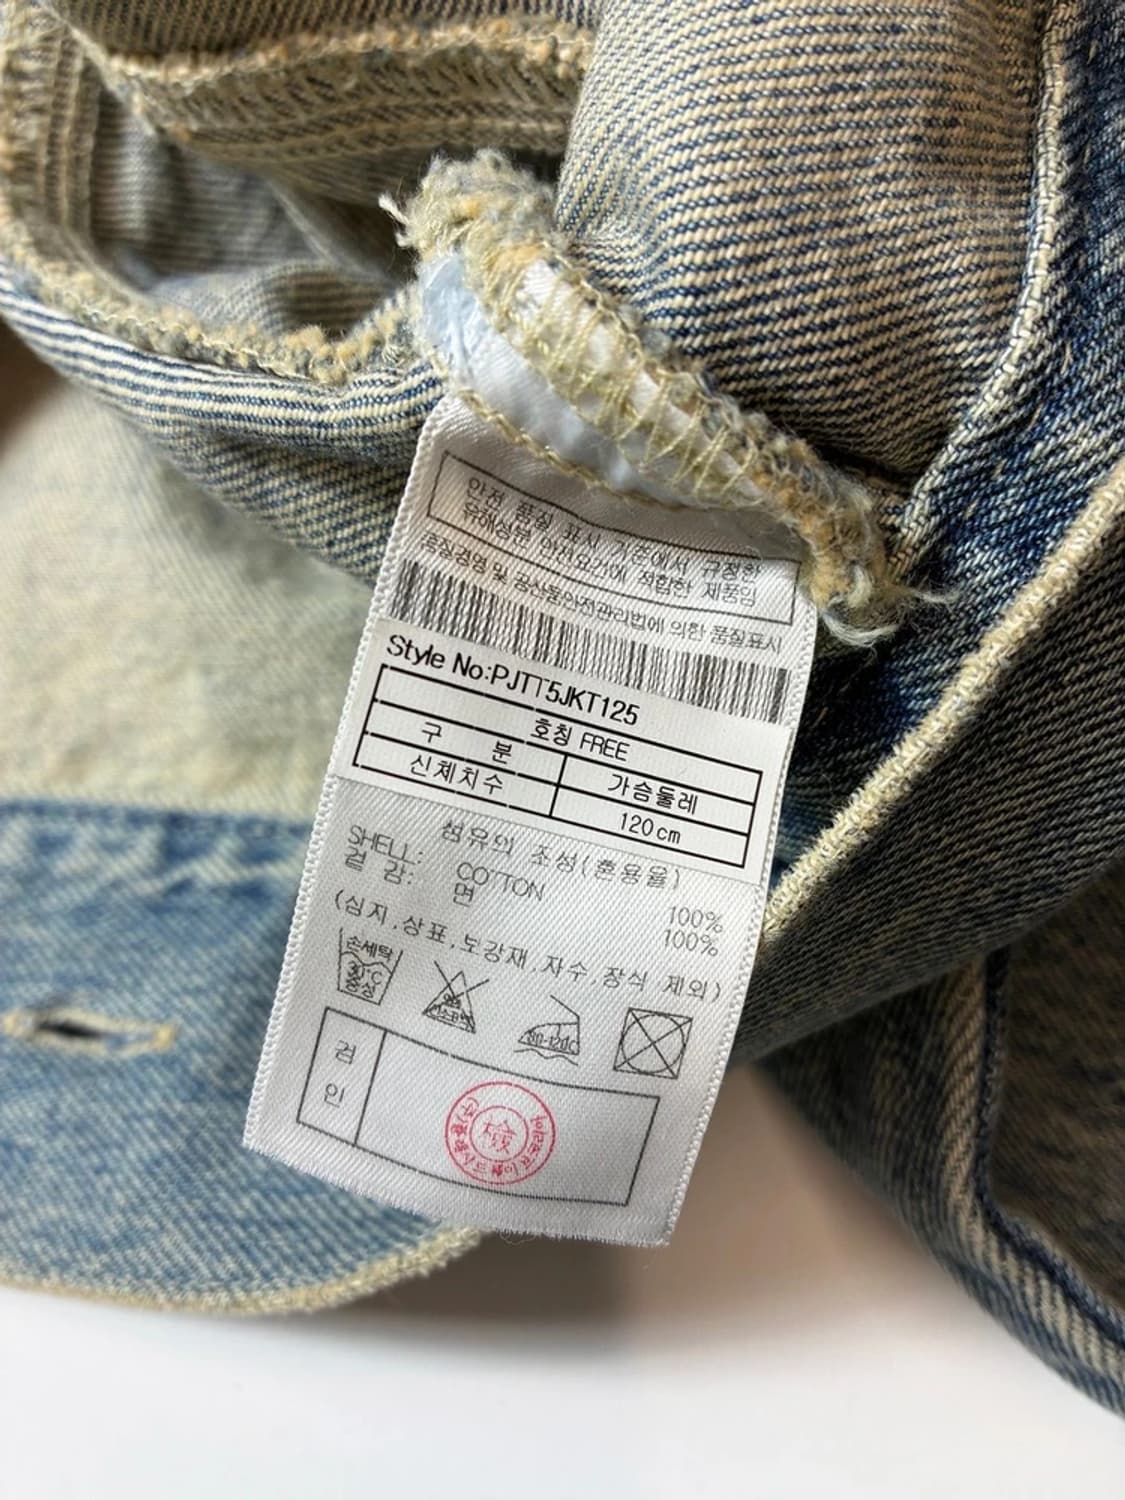 안전 품질 표시 기준에서 규정한
유해성분 안전요건에 적합한 제품임
품질경영 및 공산품안전관리법에 의한 품질표시
Style No:PJTT5JKT125
호칭 FREE
구 분 가슴둘레
신체치수 120cm
섬유의 조성(혼용율)
SHELL: COTTON 100%
겉 감: 면 100%
(심지,상표,보강재,자수,장식 제외)
손세탁
30°C
중성
80-120°C
검
인
檢